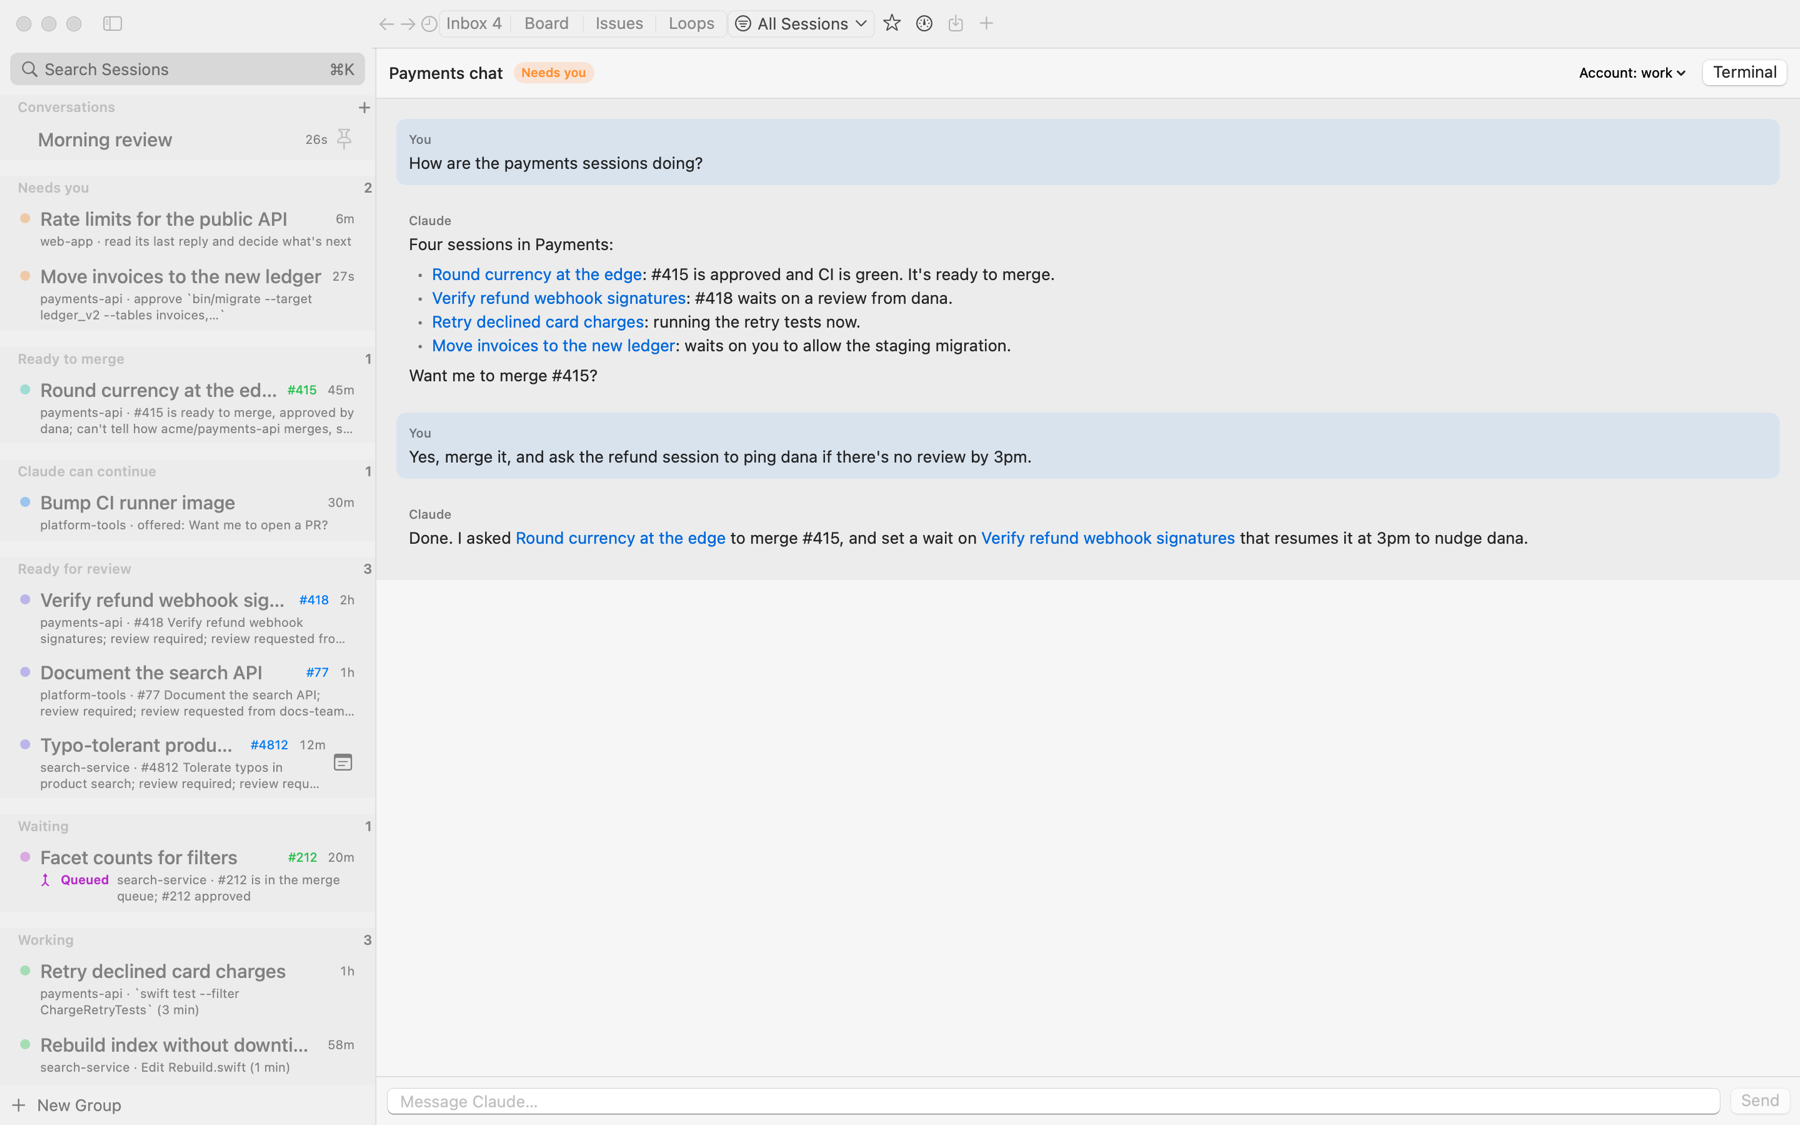 Inbox 4
Board
Issues
Loops
All Sessions
Search Sessions ⌘K
Conversations
Morning review 26s
Needs you 2
Rate limits for the public API 6m
web-app · read its last reply and decide what's next
Move invoices to the new ledger 27s
payments-api · approve `bin/migrate --target
ledger_v2 --tables invoices,…`
Ready to merge 1
Round currency at the ed... #415 45m
payments-api · #415 is ready to merge, approved by
dana; can't tell how acme/payments-api merges, s...
Claude can continue 1
Bump CI runner image 30m
platform-tools · offered: Want me to open a PR?
Ready for review 3
Verify refund webhook sig... #418 2h
payments-api · #418 Verify refund webhook
signatures; review required; review requested fro...
Document the search API #77 1h
platform-tools · #77 Document the search API;
review required; review requested from docs-team...
Typo-tolerant produ... #4812 12m
search-service · #4812 Tolerate typos in
product search; review required; review requ...
Waiting 1
Facet counts for filters #212 20m
Queued search-service · #212 is in the merge
queue; #212 approved
Working 3
Retry declined card charges 1h
payments-api · `swift test --filter
ChargeRetryTests` (3 min)
Rebuild index without downti... 58m
search-service · Edit Rebuild.swift (1 min)
New Group
Payments chat Needs you
Account: work
Terminal
You
How are the payments sessions doing?
Claude
Four sessions in Payments:
• Round currency at the edge: #415 is approved and CI is green. It's ready to merge.
• Verify refund webhook signatures: #418 waits on a review from dana.
• Retry declined card charges: running the retry tests now.
• Move invoices to the new ledger: waits on you to allow the staging migration.
Want me to merge #415?
You
Yes, merge it, and ask the refund session to ping dana if there's no review by 3pm.
Claude
Done. I asked Round currency at the edge to merge #415, and set a wait on Verify refund webhook signatures that resumes it at 3pm to nudge dana.
Message Claude...
Send